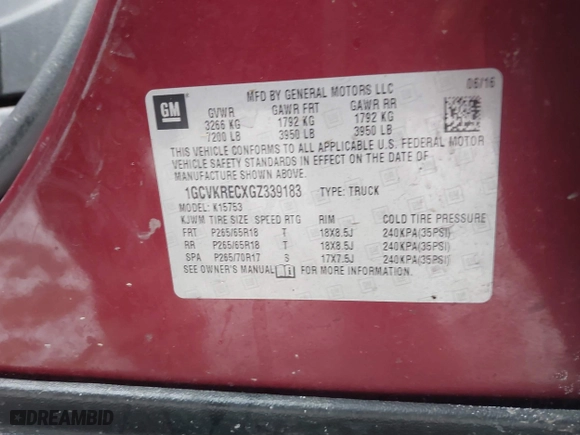 GM
MFD BY GENERAL MOTORS LLC
06/16
GVWR GAWR FRT GAWR RR
3266 KG 1792 KG 1792 KG
7200 LB 3950 LB 3950 LB
THIS VEHICLE CONFORMS TO ALL APPLICABLE U.S. FEDERAL MOTOR
VEHICLE SAFETY STANDARDS IN EFFECT ON THE DATE OF
MANUFACTURE SHOWN ABOVE.
1GCVKRECXGZ339183 TYPE: TRUCK
MODEL: K15753
KJWM TIRE SIZE SPEED RTG RIM COLD TIRE PRESSURE
FRT P265/65R18 T 18X8.5J 240KPA(35PSI)
RR P265/65R18 T 18X8.5J 240KPA(35PSI)
SPA P265/70R17 S 17X7.5J 240KPA(35PSI)
SEE OWNER'S MANUAL FOR MORE INFORMATION.
DREAMBID